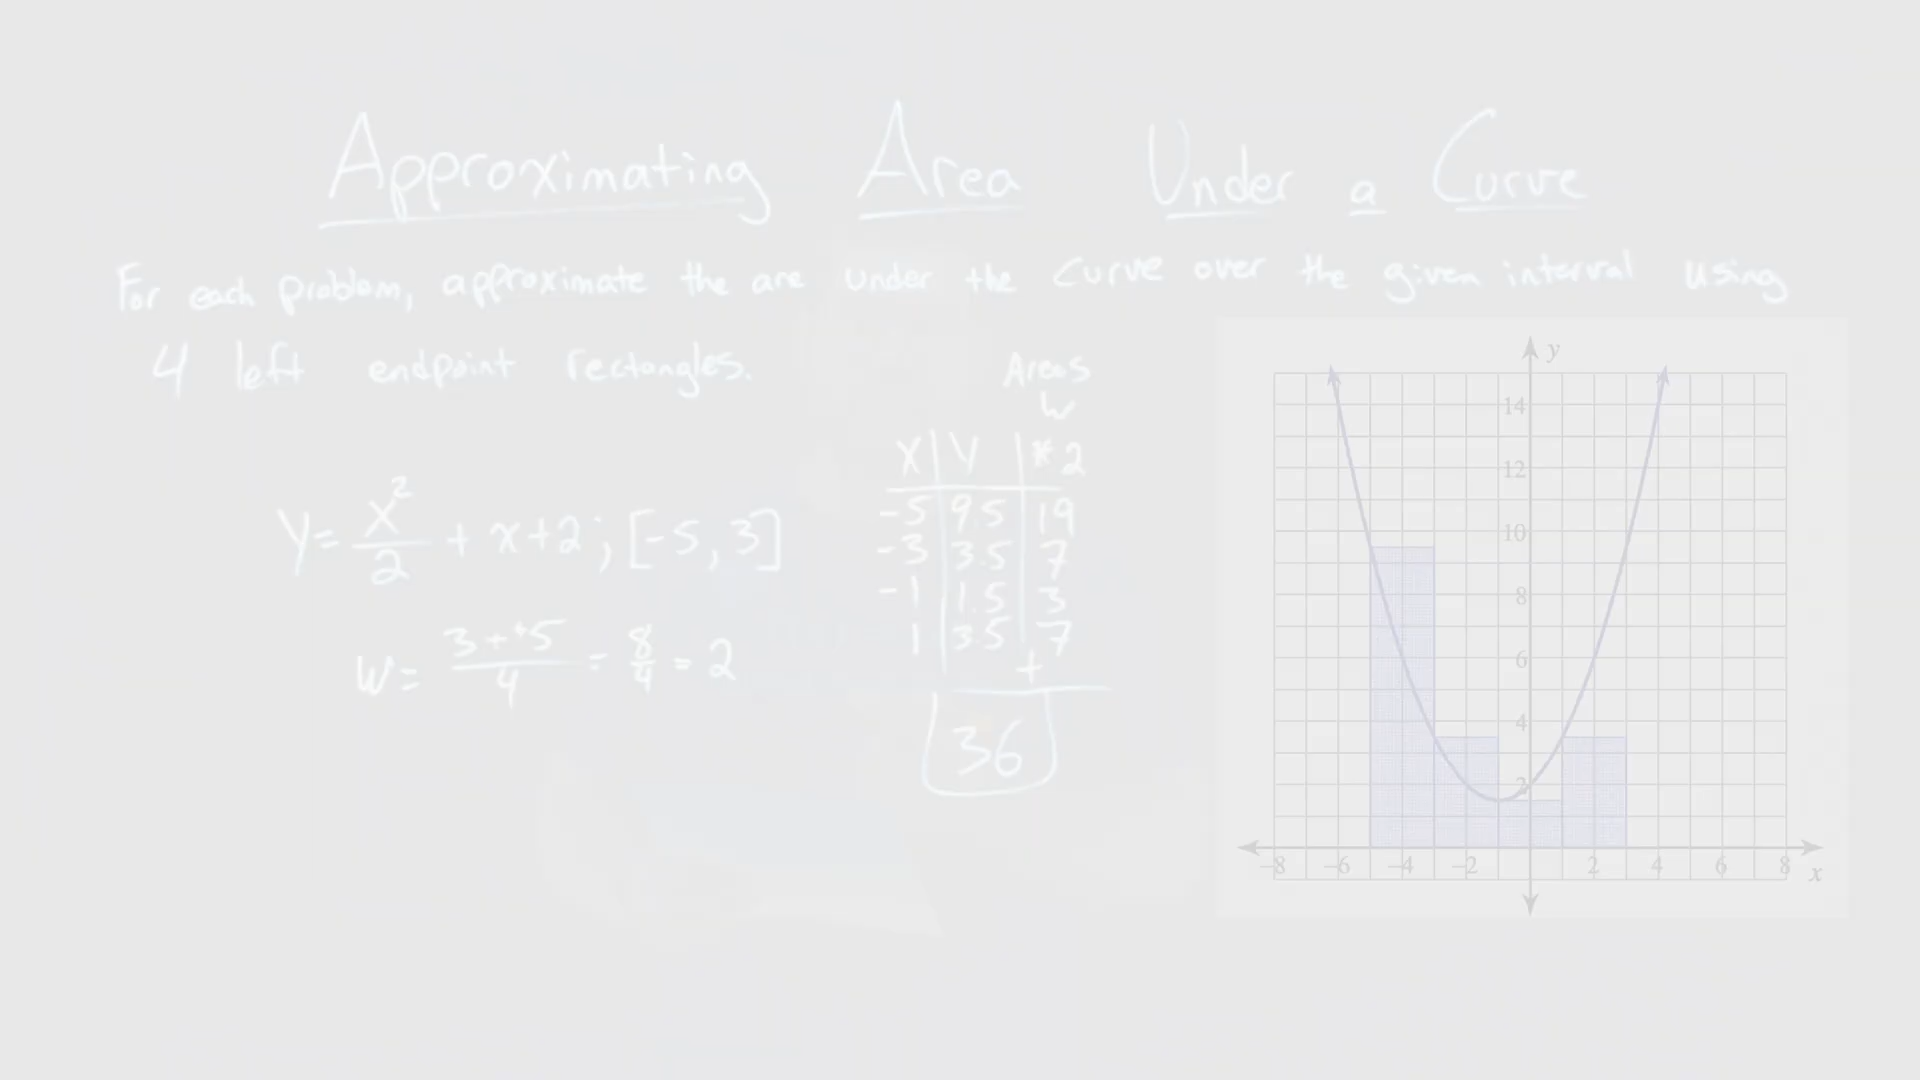 Approximating Area Under a Curve
For each problem, approximate the are under the curve over the given interval using
4 left endpoint rectangles.
Areas
W
X Y *2
-5 9.5 19
-3 3.5 7
-1 1.5 3
1 3.5 7
+
36
Y = x²/2 + x + 2 ; [-5, 3]
W = 3 + +5 / 4 = 8/4 = 2
y
14
12
10
8
6
4
2
-8 -6 -4 -2 2 4 6 8 x